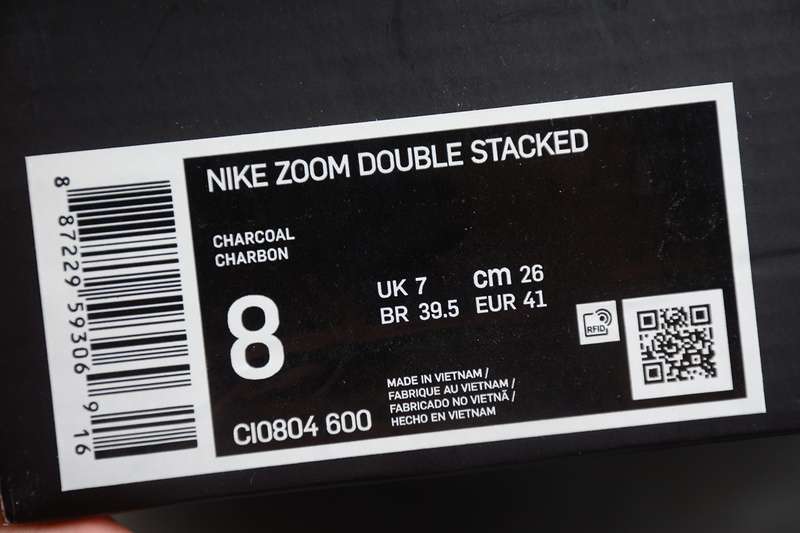 NIKE ZOOM DOUBLE STACKED
CHARCOAL
CHARBON
8
UK 7 cm 26
BR 39.5 EUR 41
RFID
MADE IN VIETNAM /
FABRIQUE AU VIETNAM /
FABRICADO NO VIETNÃ /
HECHO EN VIETNAM
CI0804 600
8 87229 59306 9 16